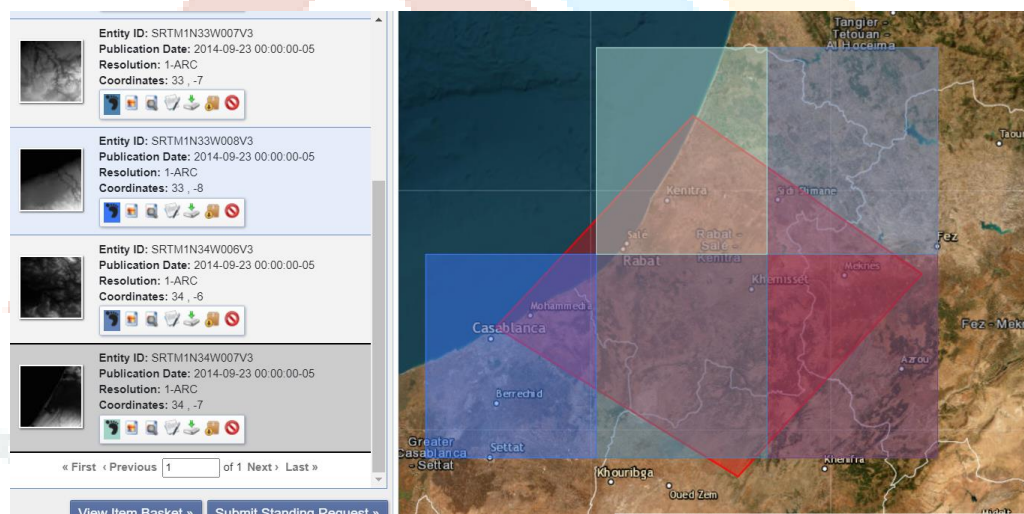 Entity ID: SRTM1N33W007V3
Publication Date: 2014-09-23 00:00:00-05
Resolution: 1-ARC
Coordinates: 33 , -7
Entity ID: SRTM1N33W008V3
Publication Date: 2014-09-23 00:00:00-05
Resolution: 1-ARC
Coordinates: 33 , -8
Entity ID: SRTM1N34W006V3
Publication Date: 2014-09-23 00:00:00-05
Resolution: 1-ARC
Coordinates: 34 , -6
Entity ID: SRTM1N34W007V3
Publication Date: 2014-09-23 00:00:00-05
Resolution: 1-ARC
Coordinates: 34 , -7
« First ‹ Previous 1 of 1 Next › Last »
View Item Basket » Submit Standing Request »
Tangier -
Tetouan -
Al Hoceima
Kenitra
Sidi Slimane
Sale
Rabat
Rabat -
Sale -
Kenitra
Fez
Meknes
Khemisset
Mohammedia
Casablanca
Fez - Mek
Azrou
Berrechid
Greater
Casablanca
- Settat
Settat
Khouribga
Khenifra
Oued Zem